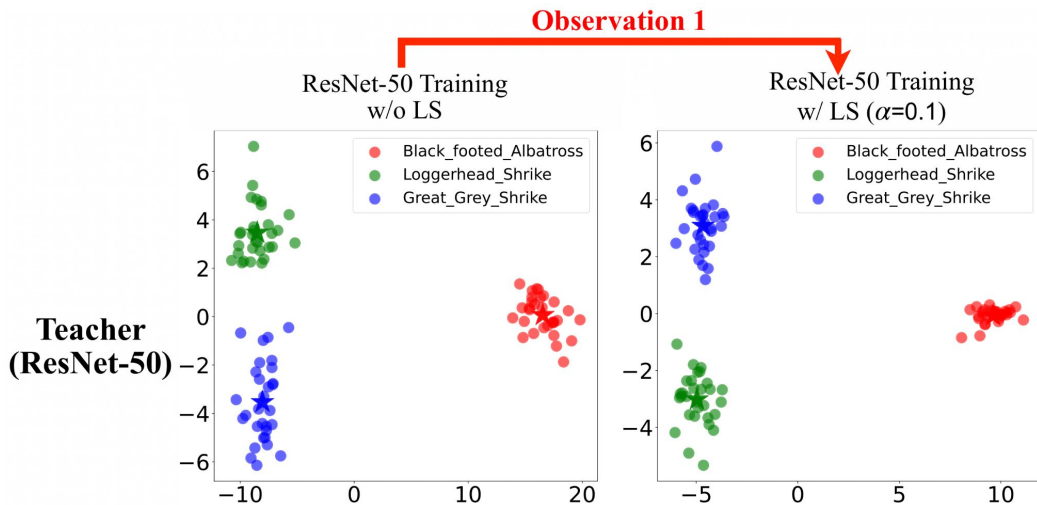 Observation 1
ResNet-50 Training
w/o LS
ResNet-50 Training
w/ LS (α=0.1)
Teacher
(ResNet-50)
Black_footed_Albatross
Loggerhead_Shrike
Great_Grey_Shrike
6
4
2
0
−2
−4
−6
−10 0 10 20
Black_footed_Albatross
Loggerhead_Shrike
Great_Grey_Shrike
6
4
2
0
−2
−4
−5 0 5 10